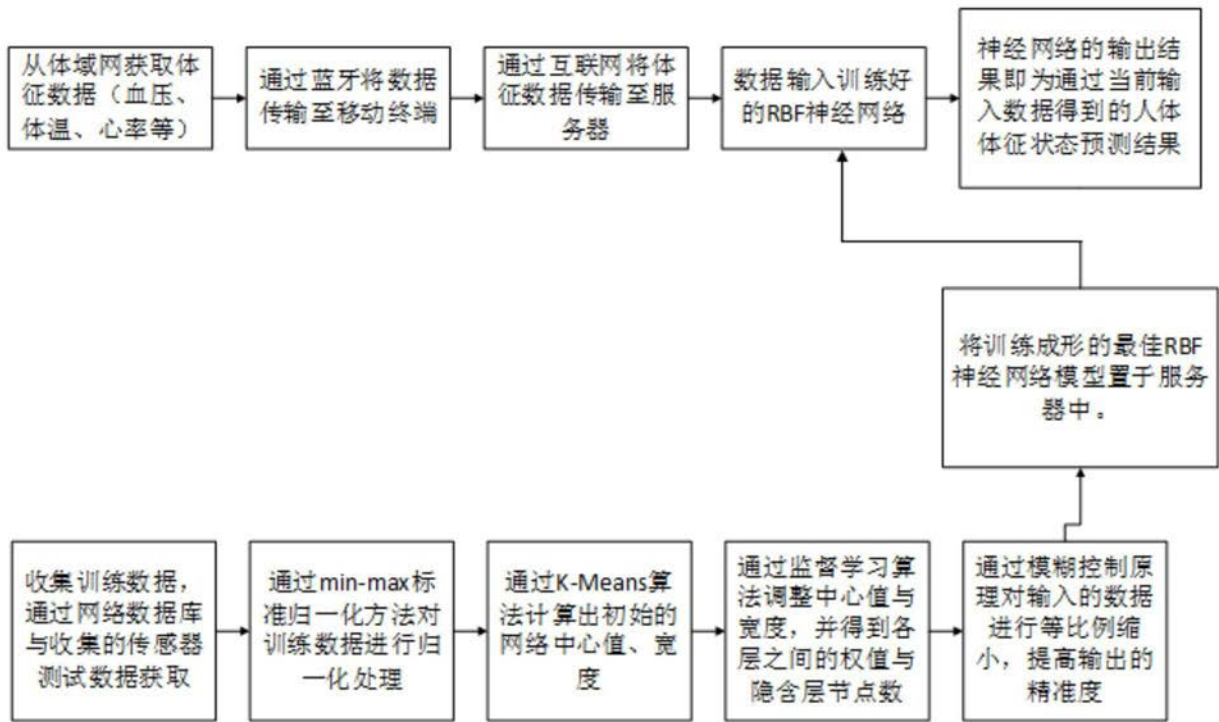 从体域网获取体
征数据（血压、
体温、心率等）
通过蓝牙将数据
传输至移动终端
通过互联网将体
征数据传输至服
务器
数据输入训练好
的RBF神经网络
神经网络的输出结
果即为通过当前输
入数据得到的人体
体征状态预测结果
将训练成形的最佳RBF
神经网络模型置于服务
器中。
收集训练数据，
通过网络数据库
与收集的传感器
测试数据获取
通过min-max标
准归一化方法对
训练数据进行归
一化处理
通过K-Means算
法计算出初始的
网络中心值、宽
度
通过监督学习算
法调整中心值与
宽度，并得到各
层之间的权值与
隐含层节点数
通过模糊控制原
理对输入的数据
进行等比例缩
小，提高输出的
精准度